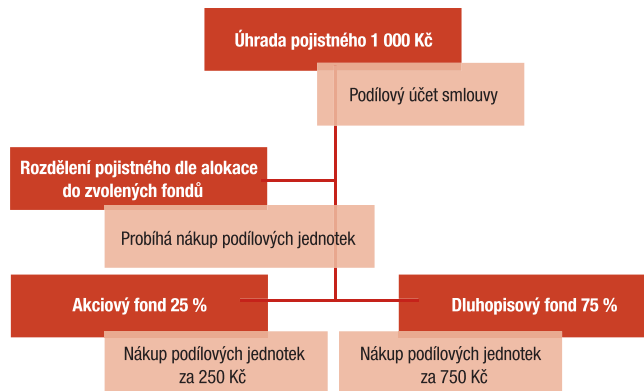 Úhrada pojistného 1 000 Kč
Podílový účet smlouvy
Rozdělení pojistného dle alokace
do zvolených fondů
Probíhá nákup podílových jednotek
Akciový fond 25 %
Dluhopisový fond 75 %
Nákup podílových jednotek
za 250 Kč
Nákup podílových jednotek
za 750 Kč